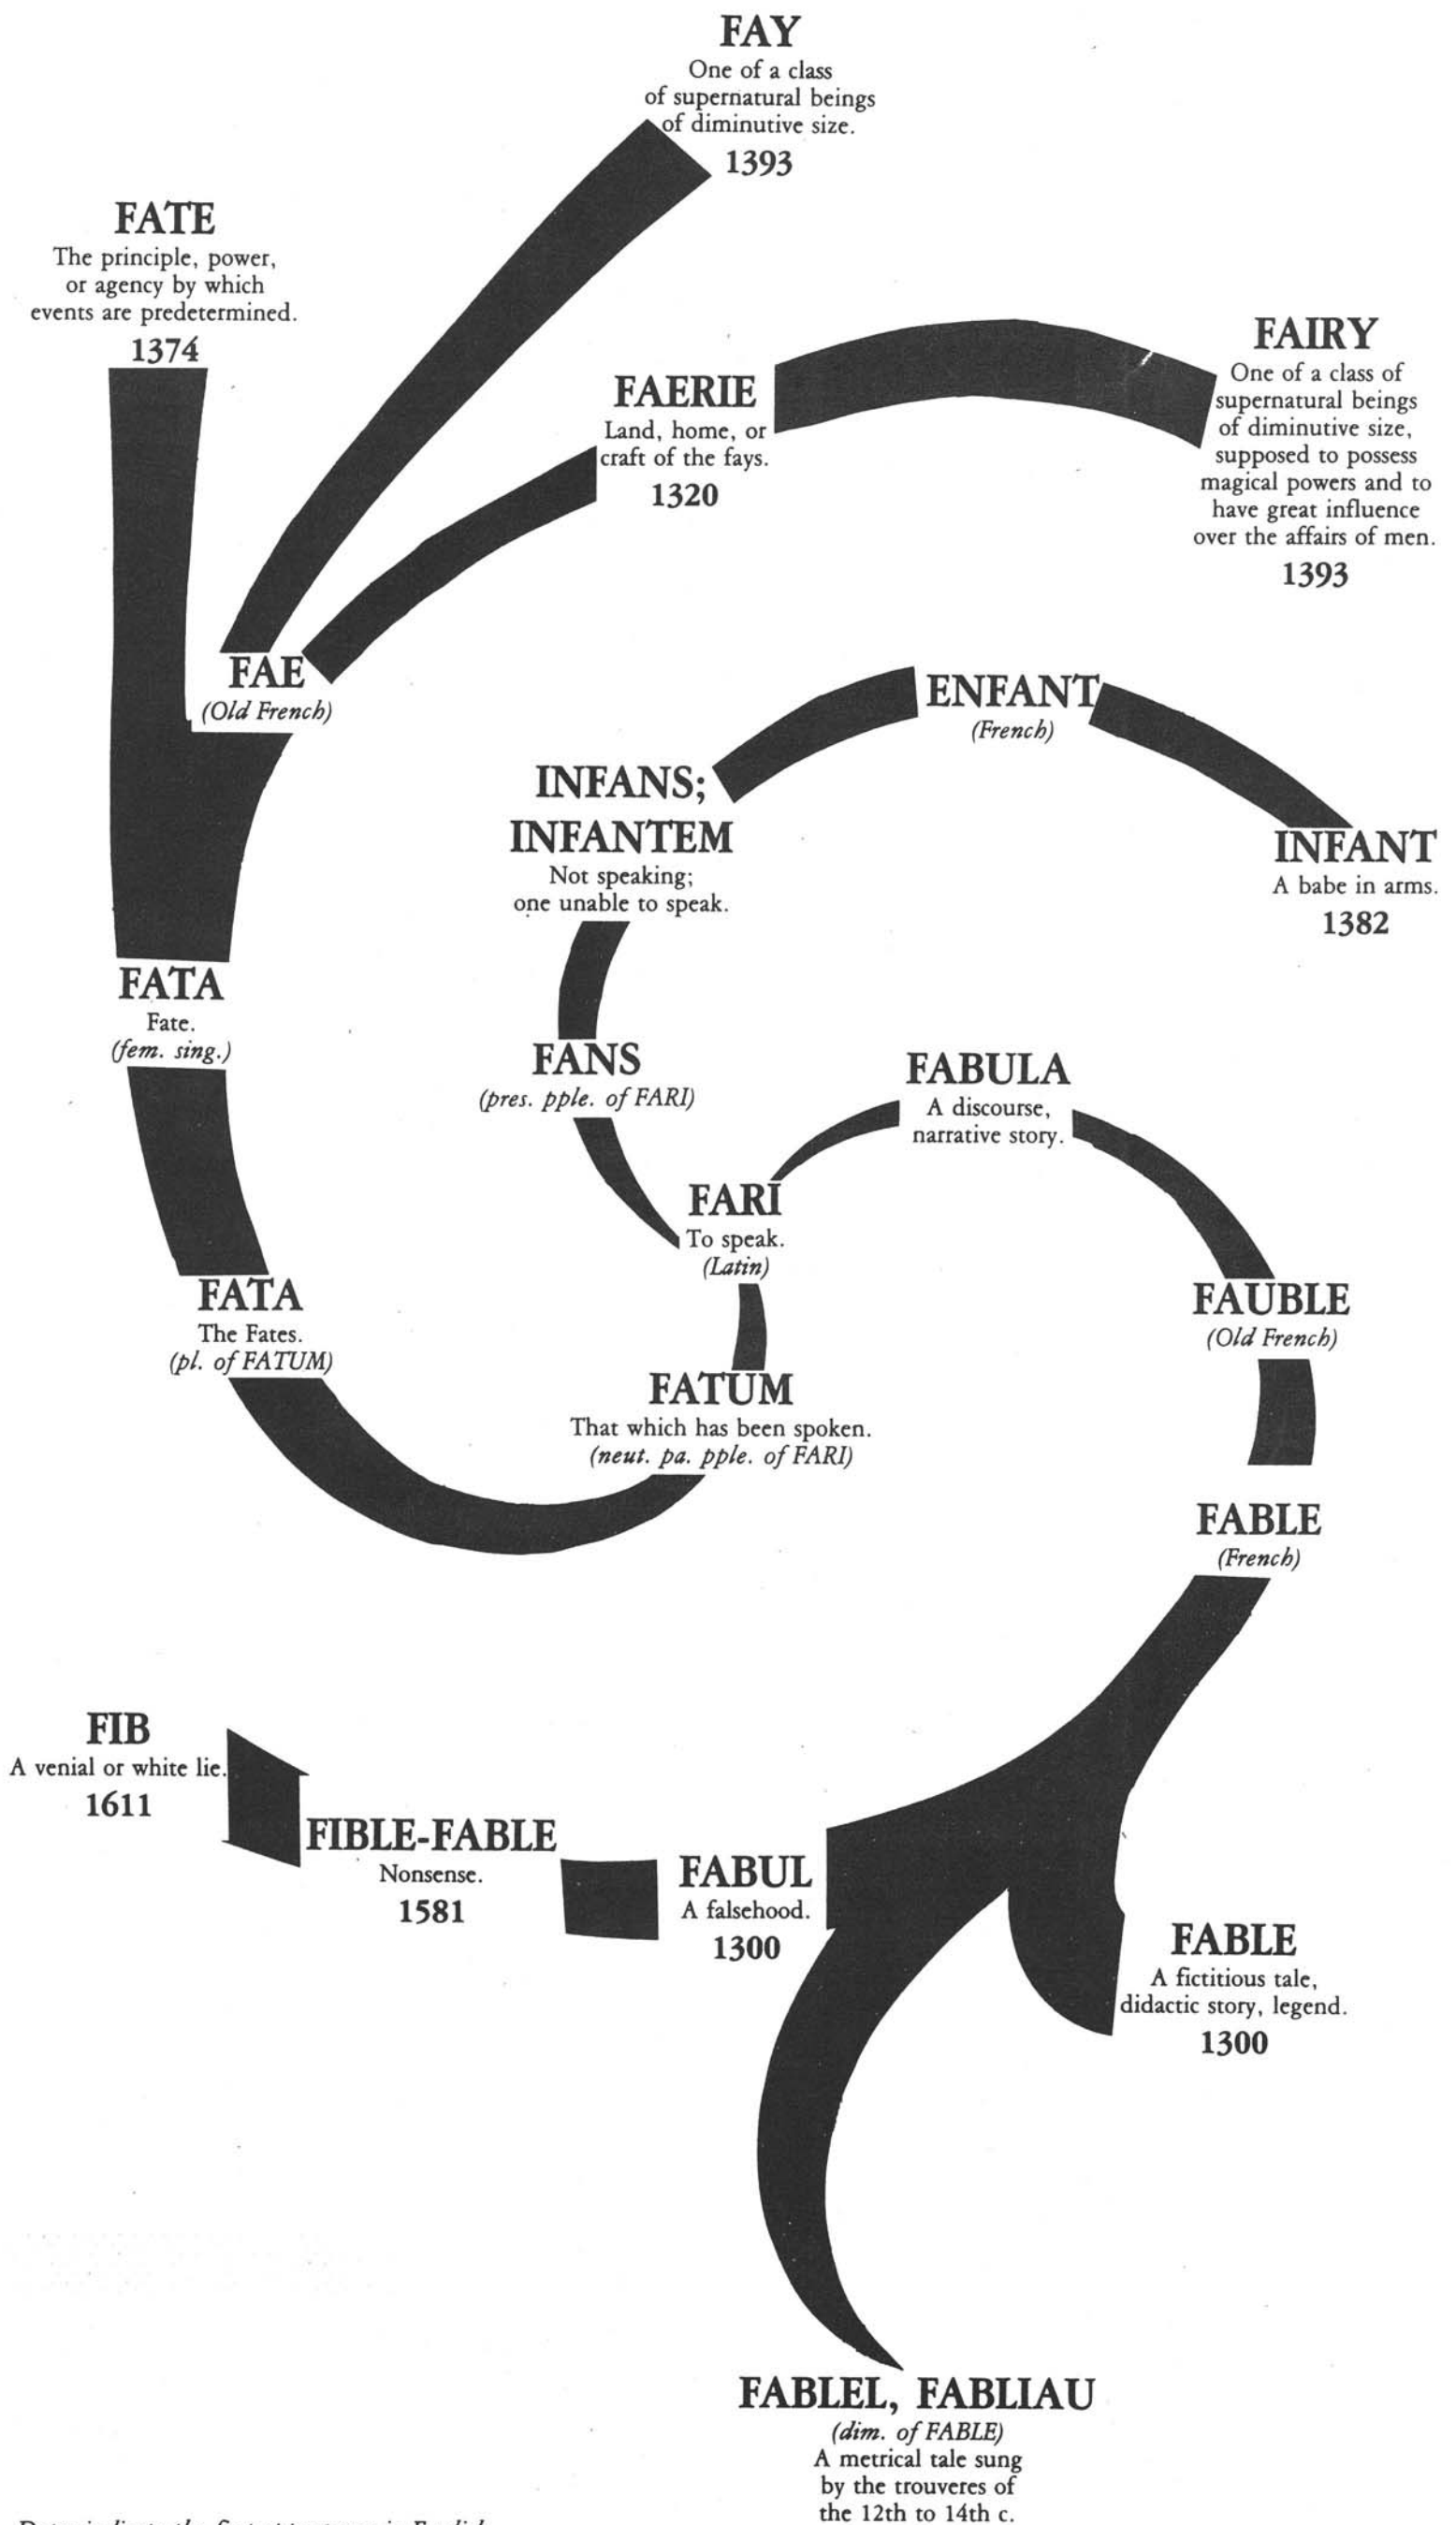 FAY
One of a class
of supernatural beings
of diminutive size.
1393
FATE
The principle, power,
or agency by which
events are predetermined.
1374
FAIRY
One of a class of
supernatural beings
of diminutive size,
supposed to possess
magical powers and to
have great influence
over the affairs of men.
1393
FAERIE
Land, home, or
craft of the fays.
1320
FAE
(Old French)
ENFANT
(French)
INFANS;
INFANTEM
Not speaking;
one unable to speak.
INFANT
A babe in arms.
1382
FATA
Fate.
(fem. sing.)
FANS
(pres. pple. of FARI)
FABULA
A discourse,
narrative story.
FARI
To speak.
(Latin)
FATA
The Fates.
(pl. of FATUM)
FAUBLE
(Old French)
FATUM
That which has been spoken.
(neut. pa. pple. of FARI)
FABLE
(French)
FIB
A venial or white lie.
1611
FIBLE-FABLE
Nonsense.
1581
FABUL
A falsehood.
1300
FABLE
A fictitious tale,
didactic story, legend.
1300
FABLEL, FABLIAU
(dim. of FABLE)
A metrical tale sung
by the trouveres of
the 12th to 14th c.